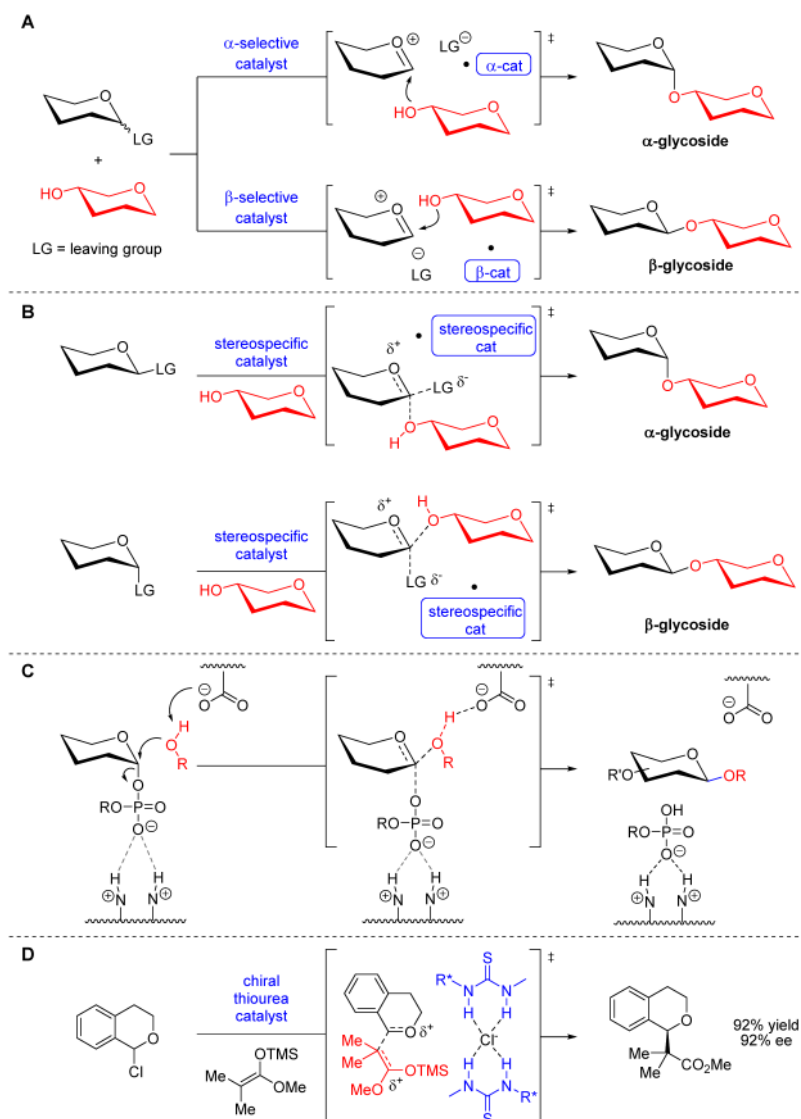 A
α-selective
catalyst
O
⊕
LG⊖
• α-cat
‡
O
O
O
HO
O
α-glycoside
O
LG
+
HO
O
LG = leaving group
β-selective
catalyst
⊕
O
HO
O
⊖
LG
•
β-cat
‡
O
O
O
β-glycoside
B
O
LG
stereospecific
catalyst
HO
O
• stereospecific
cat
δ+
O
LG δ-
O
H
O
‡
O
O
O
α-glycoside
O
LG
stereospecific
catalyst
HO
O
δ+
O
H
O
O
LG δ-
•
stereospecific
cat
‡
O
O
O
β-glycoside
C
⊖
O
O
H
O
R
O
O
RO
P
O
O⊖
H
H
⊕
N
N
⊕
‡
⊖
O
O
H
O
R
O
O
RO
P
O
O⊖
H
H
⊕
N
N
⊕
⊖
O
O
R'O
O
OR
OH
RO
P
O
O⊖
H
H
⊕
N
N
⊕
D
O
Cl
chiral
thiourea
catalyst
OTMS
Me
OMe
Me
O
δ+
Me
Me
OTMS
MeO
δ+
S
R*
N
N
H
H
Cl-
H
H
N
N
R*
S
‡
O
Me
CO2Me
Me
92% yield
92% ee